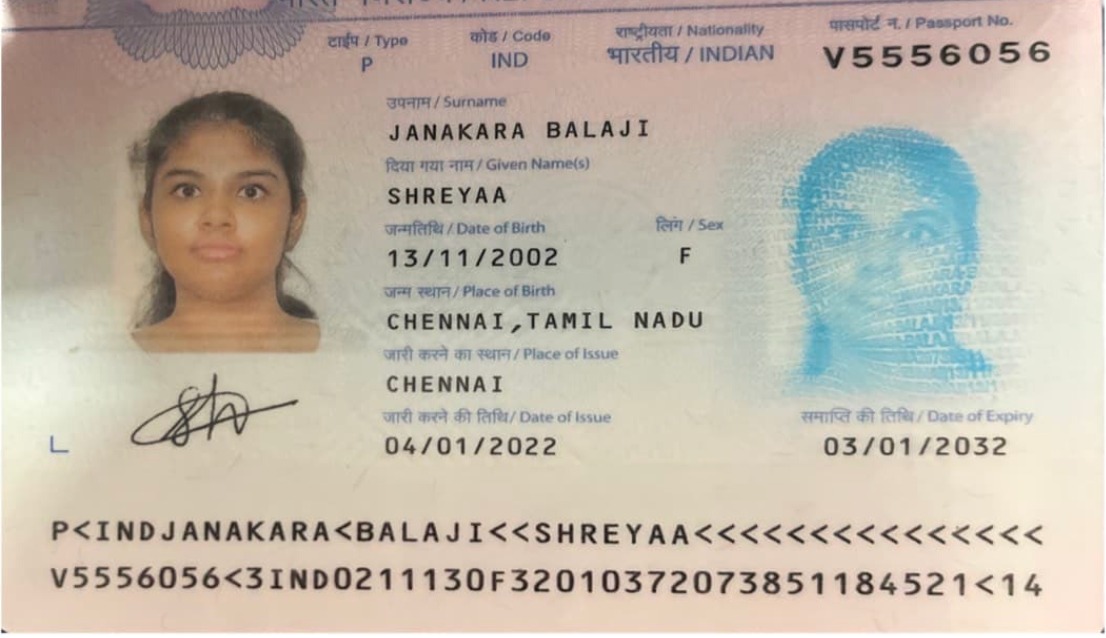 टाईप / Type
P
कोड / Code
IND
राष्ट्रीयता / Nationality
भारतीय / INDIAN
पासपोर्ट न. / Passport No.
V5556056
उपनाम / Surname
JANAKARA BALAJI
दिया गया नाम / Given Name(s)
SHREYAA
जन्मतिथि / Date of Birth
13/11/2002
लिंग / Sex
F
जन्म स्थान / Place of Birth
CHENNAI,TAMIL NADU
जारी करने का स्थान / Place of Issue
CHENNAI
जारी करने की तिथि/ Date of Issue
04/01/2022
समाप्ति की तिथि / Date of Expiry
03/01/2032
L
P<INDJANAKARA<BALAJI<<SHREYAA<<<<<<<<<<<<<<<
V5556056<3IND0211130F32010372073851184521<14